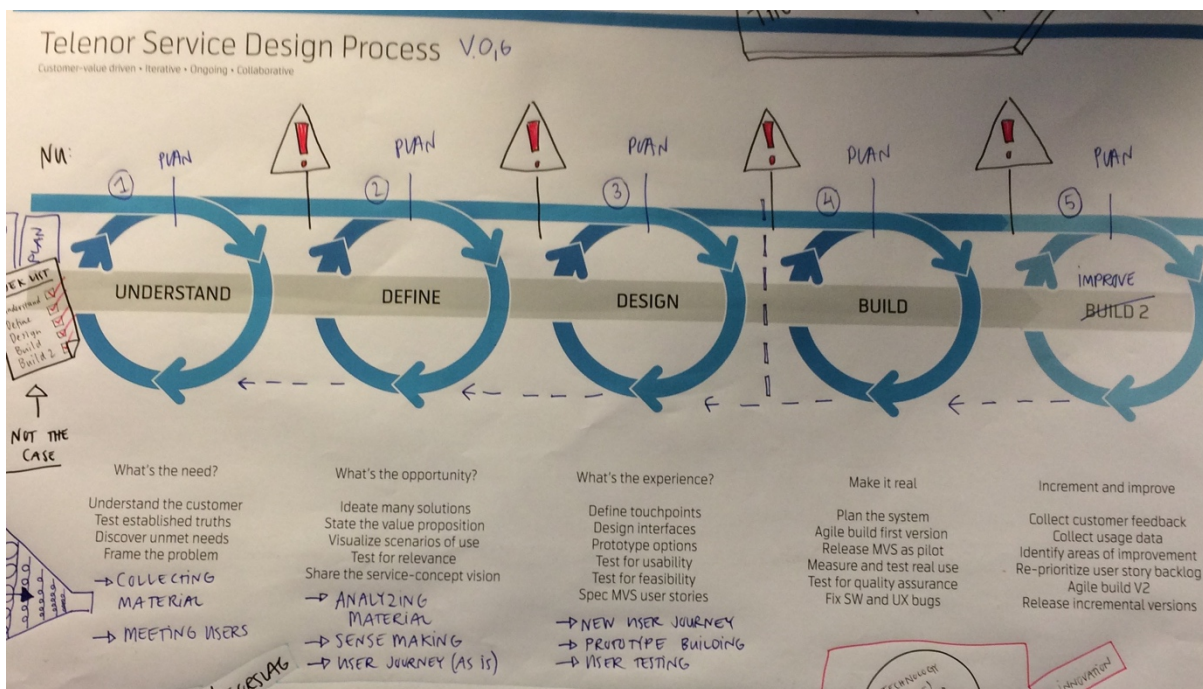 Telenor Service Design Process V.0,6
Customer-value driven • Iterative • Ongoing • Collaborative
NU:
PLAN
PLAN
PLAN
PLAN
PLAN
!
!
!
!
1
2
3
4
5
PLAN
Understand
Define
Design
Build
Build 2
NOT THE
CASE
UNDERSTAND
DEFINE
DESIGN
BUILD
IMPROVE
BUILD 2
What's the need?
Understand the customer
Test established truths
Discover unmet needs
Frame the problem
→ COLLECTING
MATERIAL
→ MEETING USERS
What's the opportunity?
Ideate many solutions
State the value proposition
Visualize scenarios of use
Test for relevance
Share the service-concept vision
→ ANALYZING
MATERIAL
→ SENSE MAKING
→ USER JOURNEY (AS IS)
What's the experience?
Define touchpoints
Design interfaces
Prototype options
Test for usability
Test for feasibility
Spec MVS user stories
→ NEW USER JOURNEY
→ PROTOTYPE BUILDING
→ USER TESTING
Make it real
Plan the system
Agile build first version
Release MVS as pilot
Measure and test real use
Test for quality assurance
Fix SW and UX bugs
Increment and improve
Collect customer feedback
Collect usage data
Identify areas of improvement
Re-prioritize user story backlog
Agile build V2
Release incremental versions
TECHNOLOGY
INNOVATION